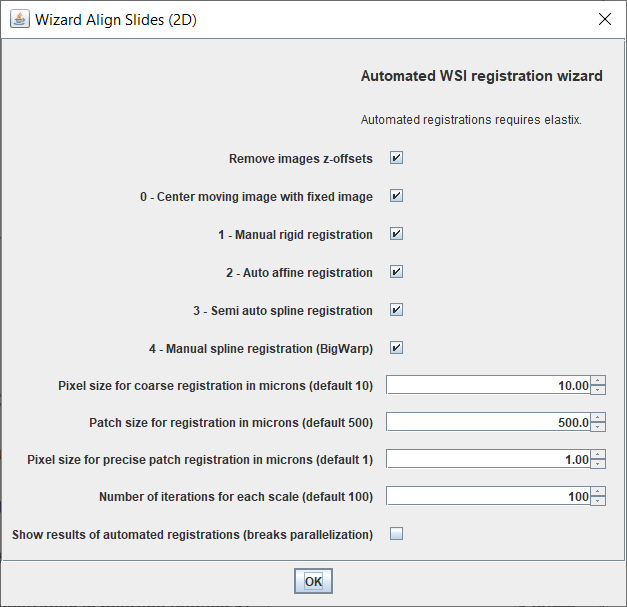 Wizard Align Slides (2D)
Automated WSI registration wizard
Automated registrations requires elastix.
Remove images z-offsets
0 - Center moving image with fixed image
1 - Manual rigid registration
2 - Auto affine registration
3 - Semi auto spline registration
4 - Manual spline registration (BigWarp)
Pixel size for coarse registration in microns (default 10) 10.00
Patch size for registration in microns (default 500) 500.0
Pixel size for precise patch registration in microns (default 1) 1.00
Number of iterations for each scale (default 100) 100
Show results of automated registrations (breaks parallelization)
OK